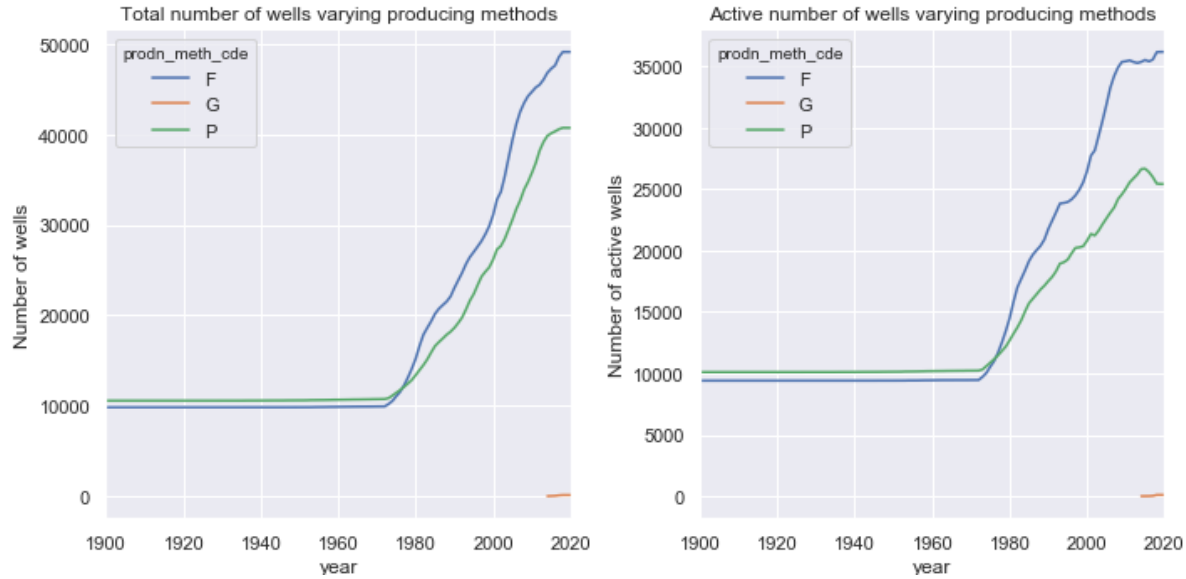 Total number of wells varying producing methods
prodn_meth_cde
F
G
P
Number of wells
50000
40000
30000
20000
10000
0
1900 1920 1940 1960 1980 2000 2020
year
Active number of wells varying producing methods
prodn_meth_cde
F
G
P
Number of active wells
35000
30000
25000
20000
15000
10000
5000
0
1900 1920 1940 1960 1980 2000 2020
year